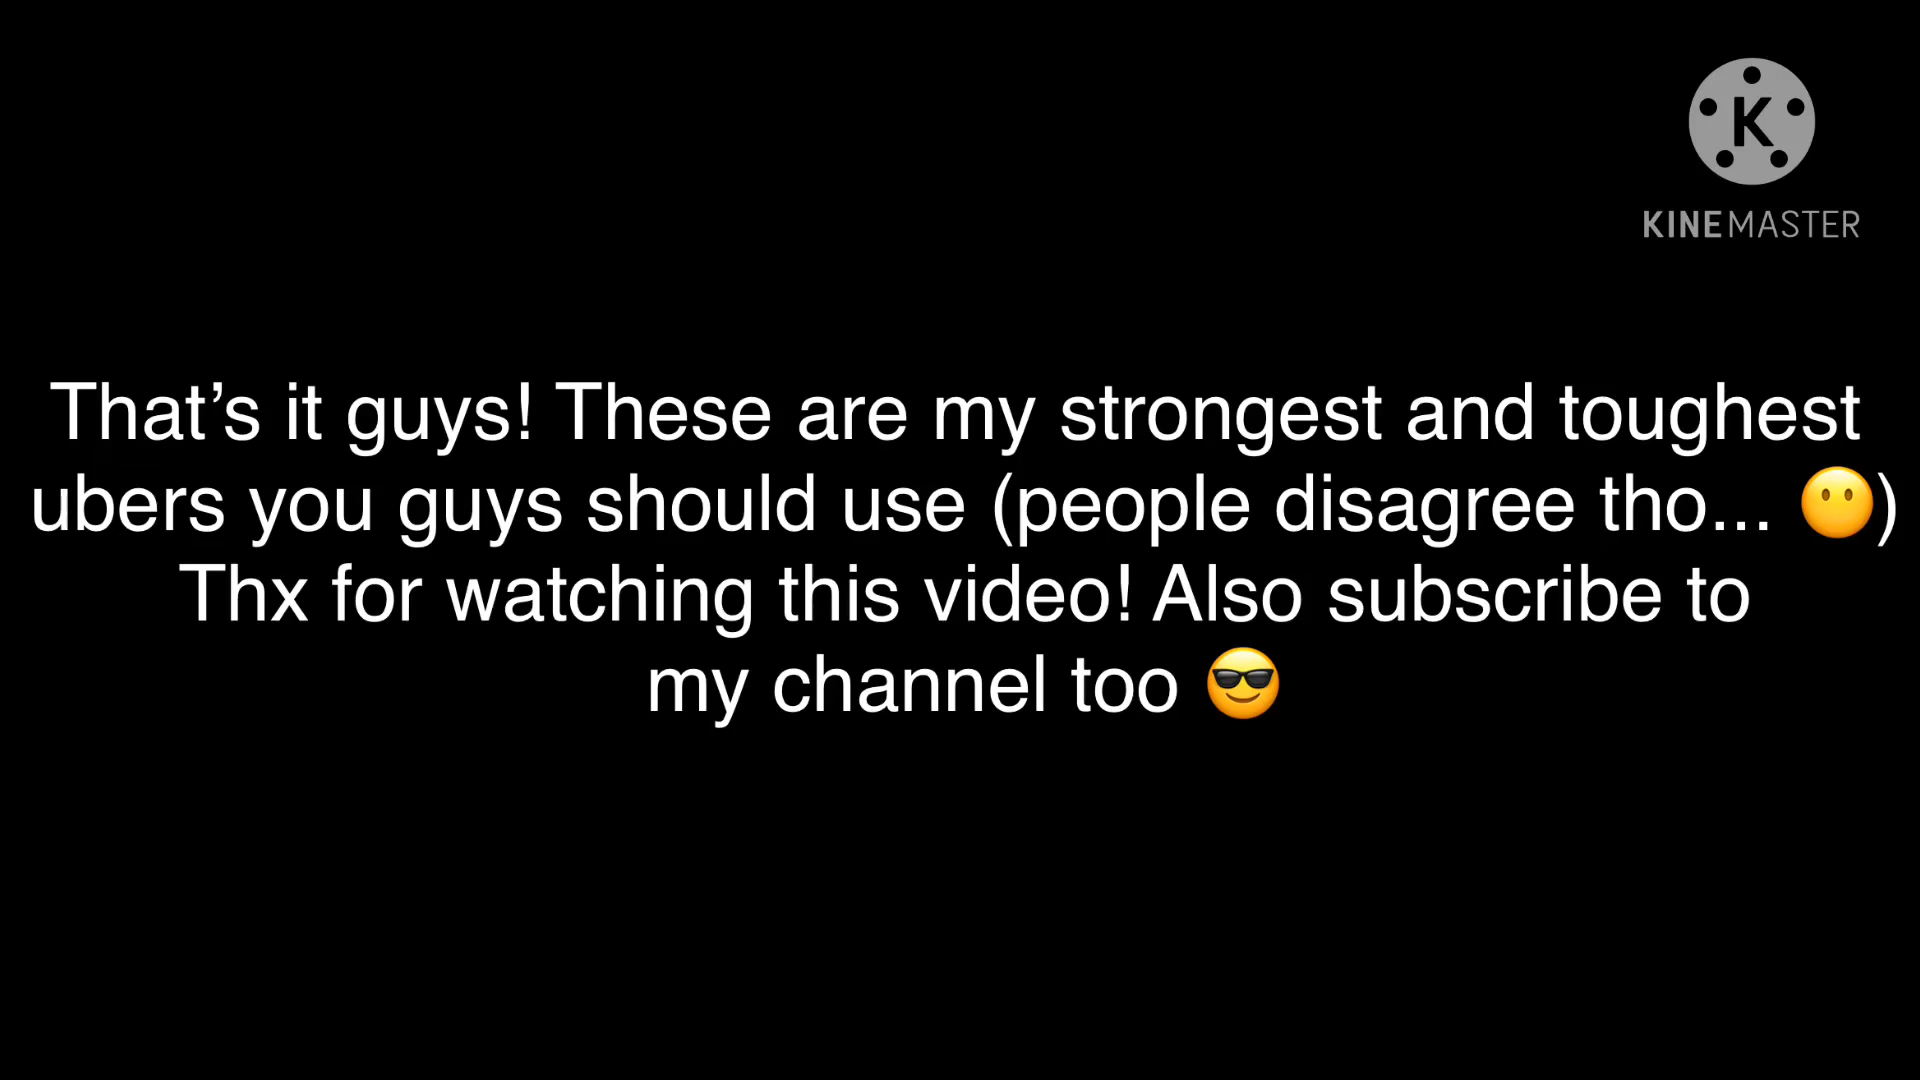 K
KINEMASTER
That’s it guys! These are my strongest and toughest
ubers you guys should use (people disagree tho... 😶)
Thx for watching this video! Also subscribe to
my channel too 😎